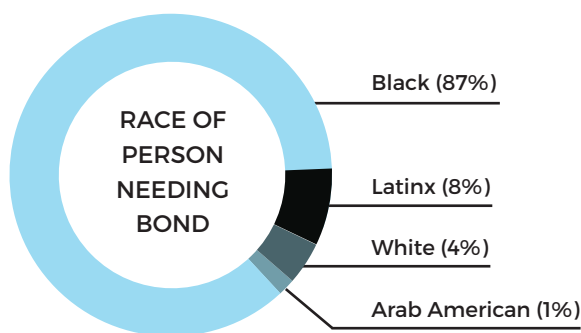 RACE OF
PERSON
NEEDING
BOND
Black (87%)
Latinx (8%)
White (4%)
Arab American (1%)